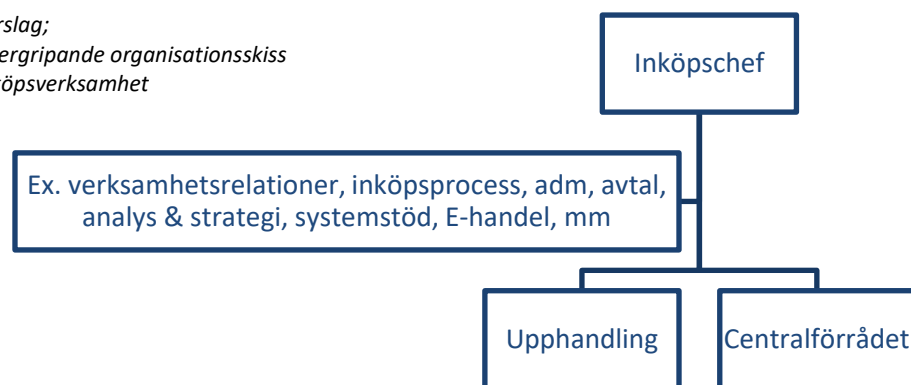 rslag;
ergripande organisationsskiss
köpsverksamhet
Inköpschef
Ex. verksamhetsrelationer, inköpsprocess, adm, avtal,
analys & strategi, systemstöd, E-handel, mm
Upphandling
Centralförrådet